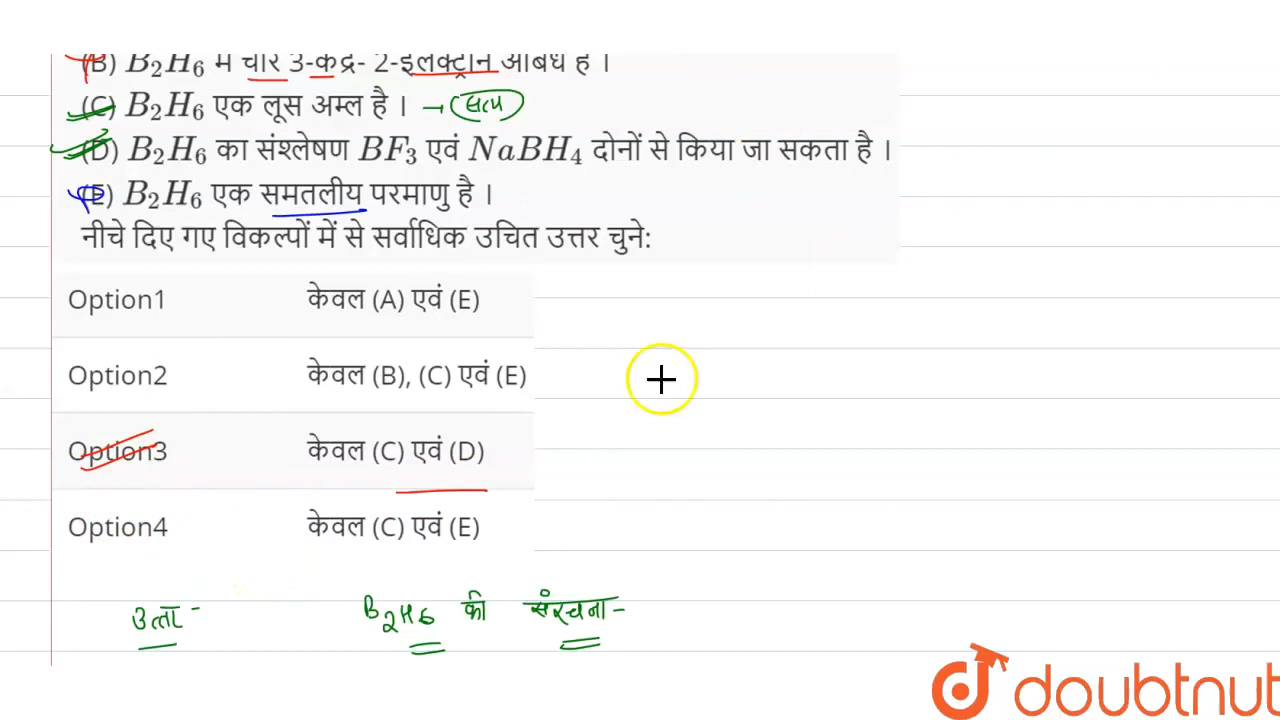 (B) B₂H₆ में चार 3-केंद्र- 2-इलेक्ट्रॉन आबंध है ।
(C) B₂H₆ एक लूस अम्ल है । → सत्य
(D) B₂H₆ का संश्लेषण BF₃ एवं NaBH₄ दोनों से किया जा सकता है ।
(E) B₂H₆ एक समतलीय परमाणु है ।
नीचे दिए गए विकल्पों में से सर्वाधिक उचित उत्तर चुने:
Option1 केवल (A) एवं (E)
Option2 केवल (B), (C) एवं (E)
Option3 केवल (C) एवं (D)
Option4 केवल (C) एवं (E)
B₂H₆ की संरचना -
doubtnut